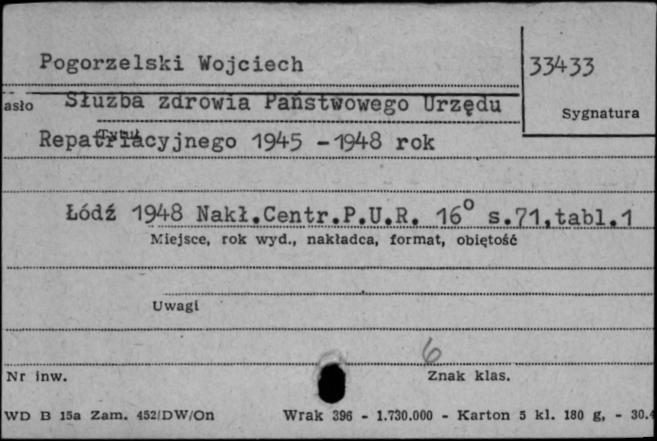 Pogorzelski Wojciech
33433
asło Służba zdrowia Państwowego Urzędu
Sygnatura
Tytuł
Repatriacyjnego 1945 -1948 rok
Łódź 1948 Nakł.Centr.P.U.R. 16° s.71,tabl.1
Miejsce, rok wyd., nakładca, format, objętość
Uwagi
6
Nr inw.
Znak klas.
WD B 15a Zam. 452/DW/On Wrak 396 - 1.730.000 - Karton 5 kl. 180 g, - 30.4